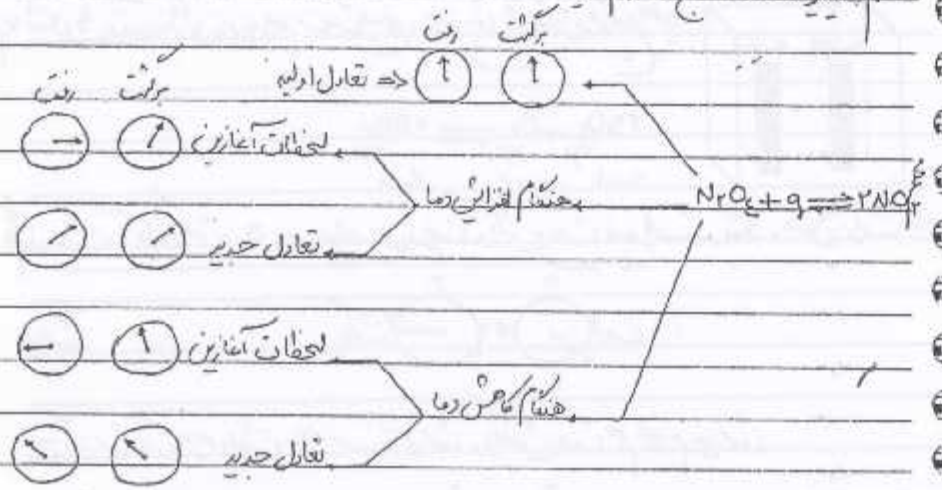 رفت برگشت
تعادل اولیه
رفت برگشت
لحظات آغازین
هنگام افزایش دما
N₂O₄ + q ⇌ ۲NO₂
تعادل جدید
لحظات آغازین
هنگام کاهش دما
تعادل جدید